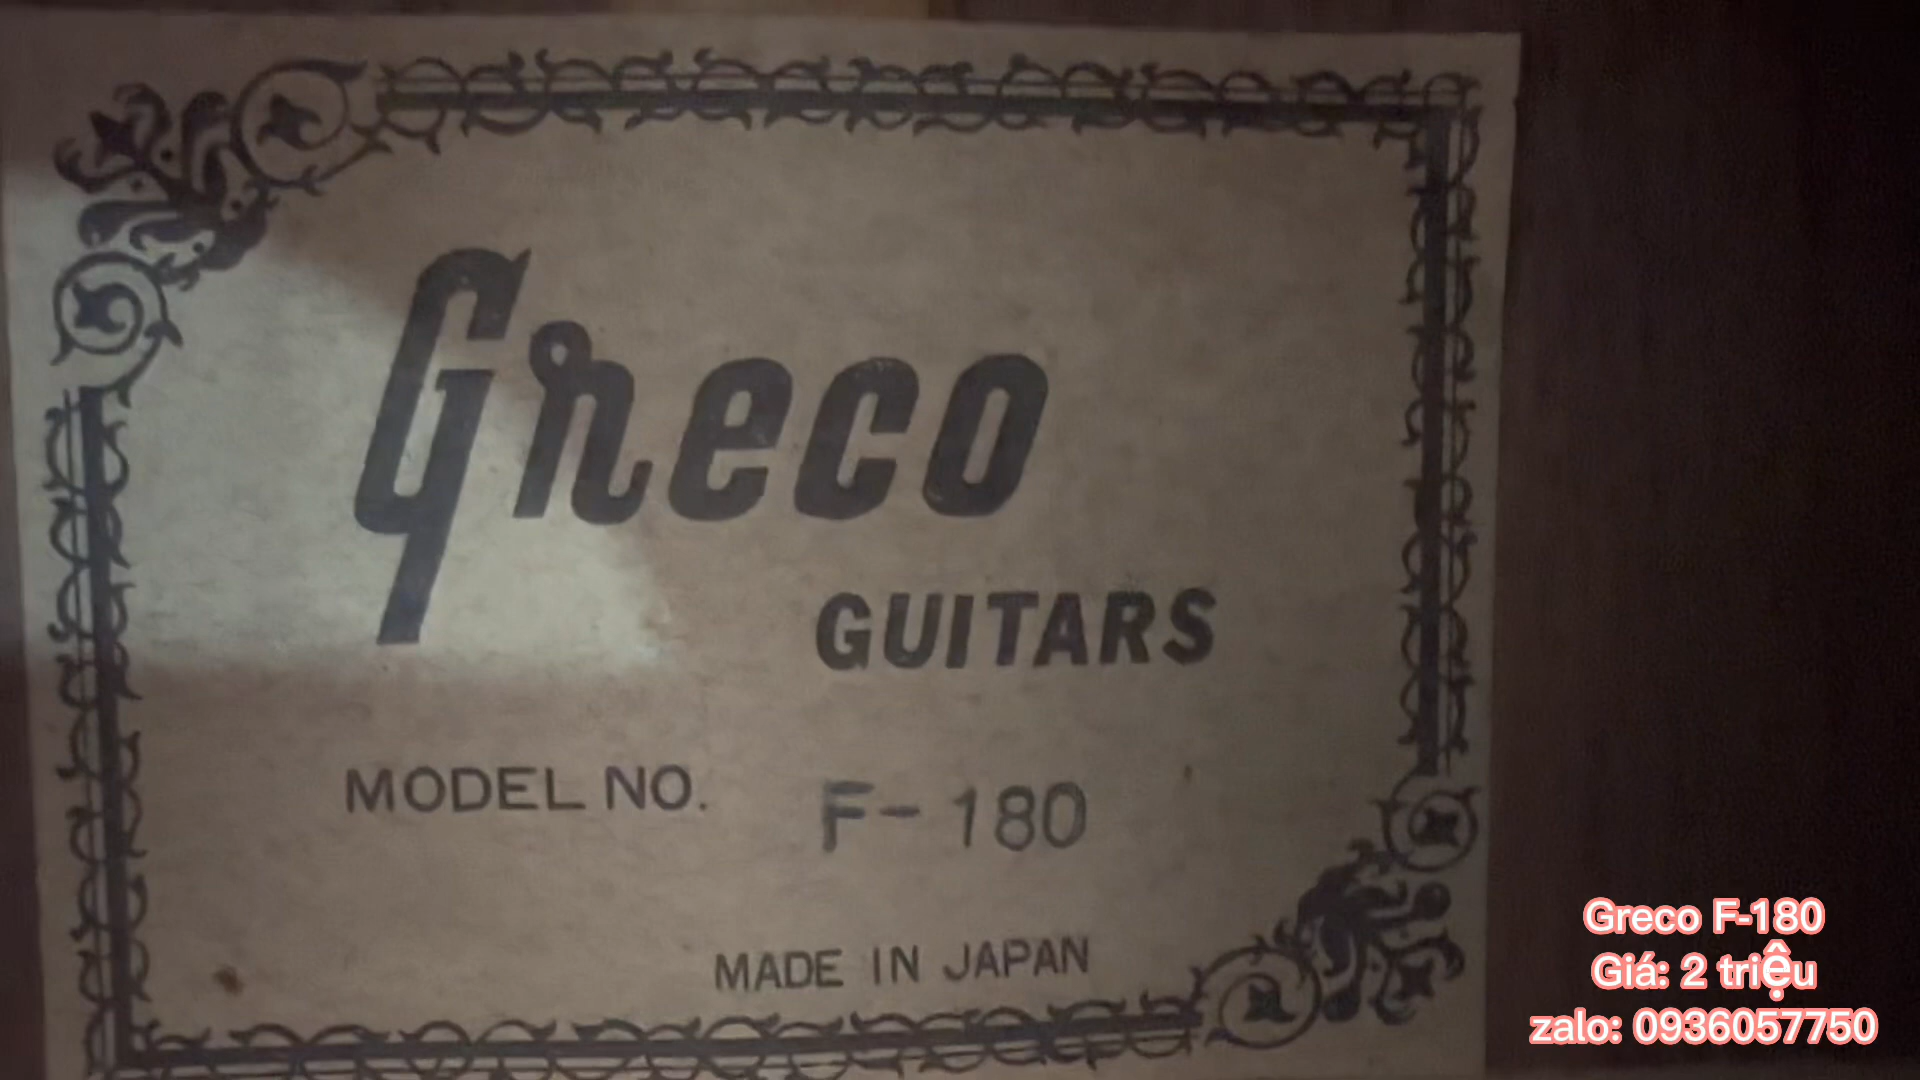 Greco
GUITARS
MODEL NO. F-180
MADE IN JAPAN
Greco F-180
Giá: 2 triệu
zalo: 0936057750